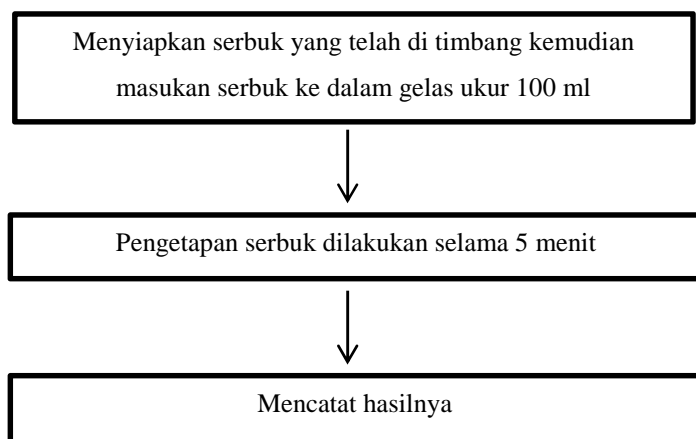 Menyiapkan serbuk yang telah di timbang kemudian
masukan serbuk ke dalam gelas ukur 100 ml
Pengetapan serbuk dilakukan selama 5 menit
Mencatat hasilnya